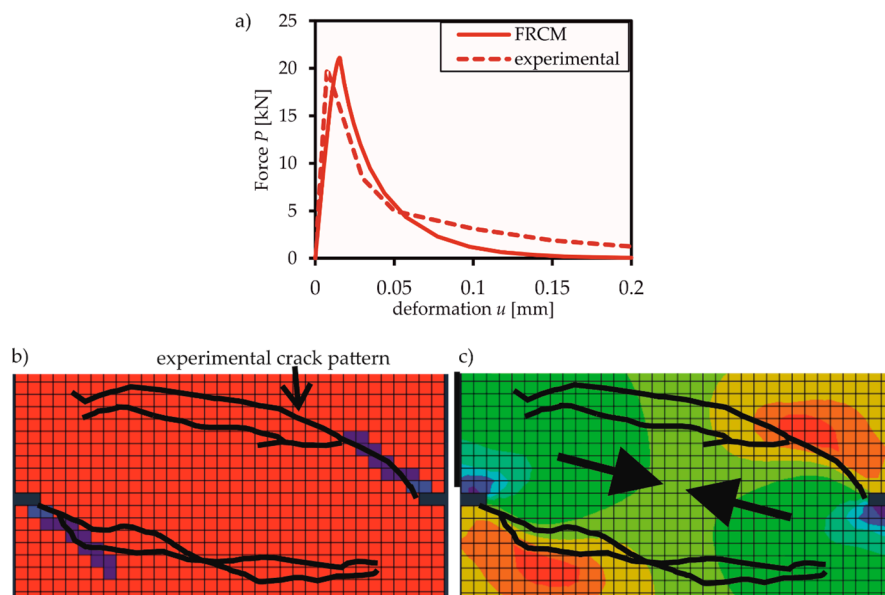 a)
25
20
15
10
5
0
Force P [kN]
FRCM
experimental
0 0.05 0.1 0.15 0.2
deformation u [mm]
b)
experimental crack pattern
c)